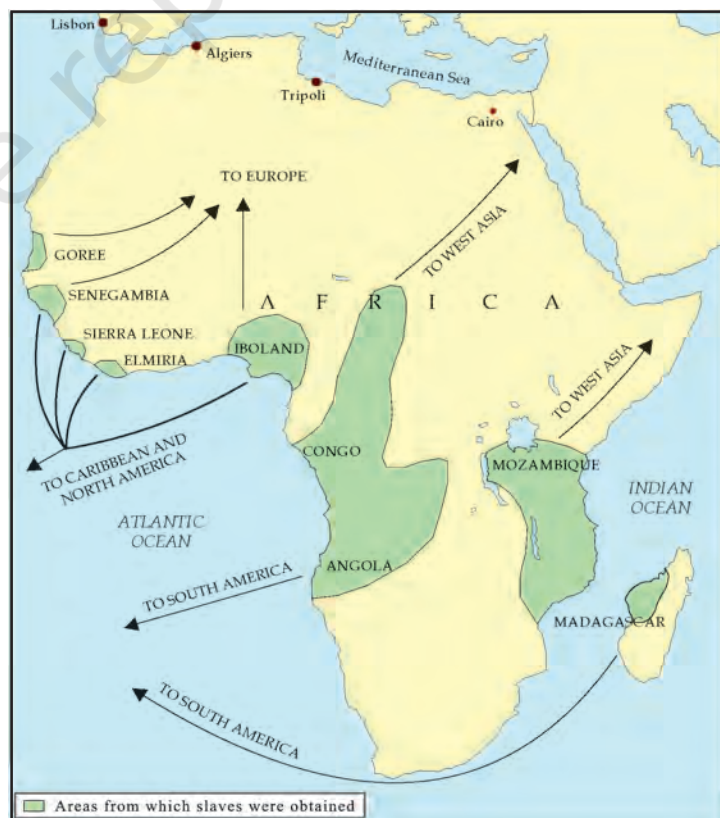 Lisbon
Algiers
Mediterranean Sea
Tripoli
Cairo
TO EUROPE
GOREE
TO WEST ASIA
SENEGAMBIA
A F R I C A
SIERRA LEONE
ELMIRIA
IBOLAND
TO WEST ASIA
CONGO
MOZAMBIQUE
TO CARIBBEAN AND
NORTH AMERICA
INDIAN
OCEAN
ATLANTIC
OCEAN
ANGOLA
TO SOUTH AMERICA
MADAGASCAR
TO SOUTH AMERICA
Areas from which slaves were obtained